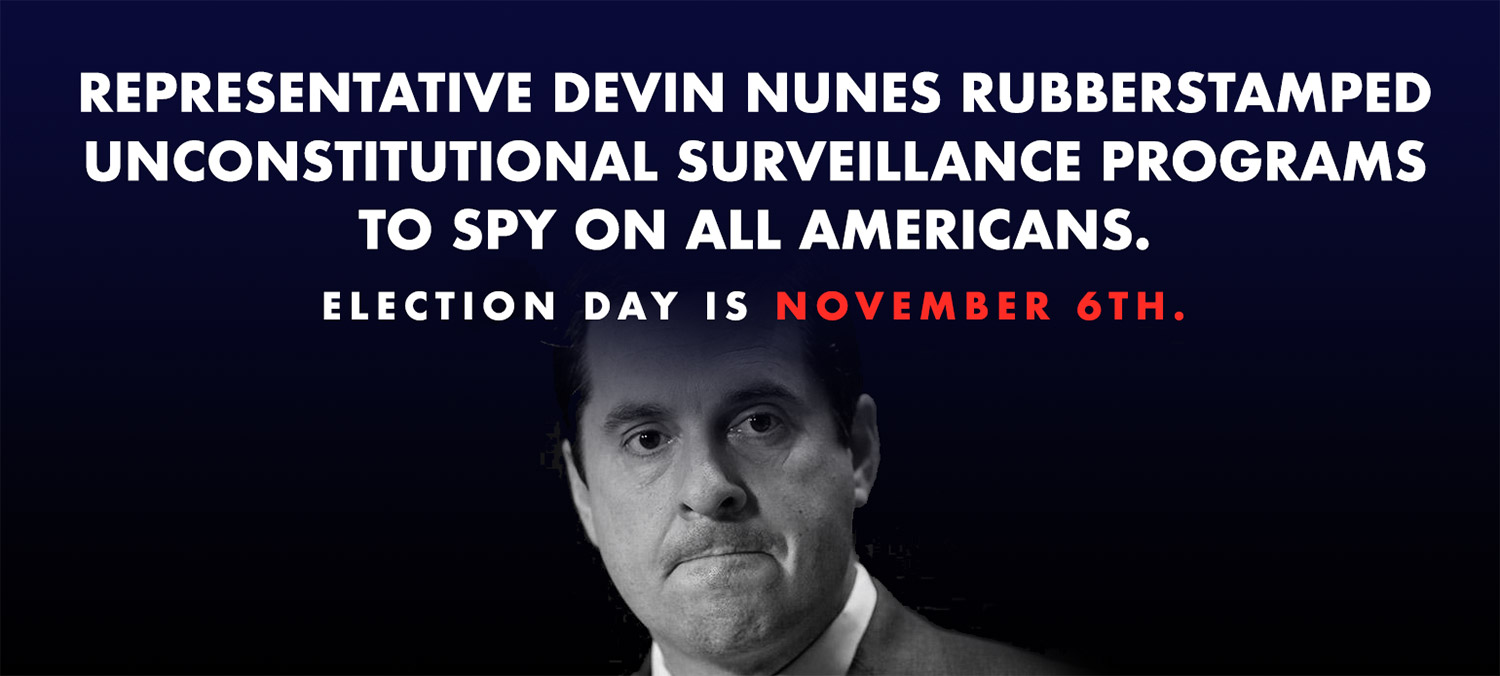 REPRESENTATIVE DEVIN NUNES RUBBERSTAMPED
UNCONSTITUTIONAL SURVEILLANCE PROGRAMS
TO SPY ON ALL AMERICANS.
ELECTION DAY IS NOVEMBER 6TH.